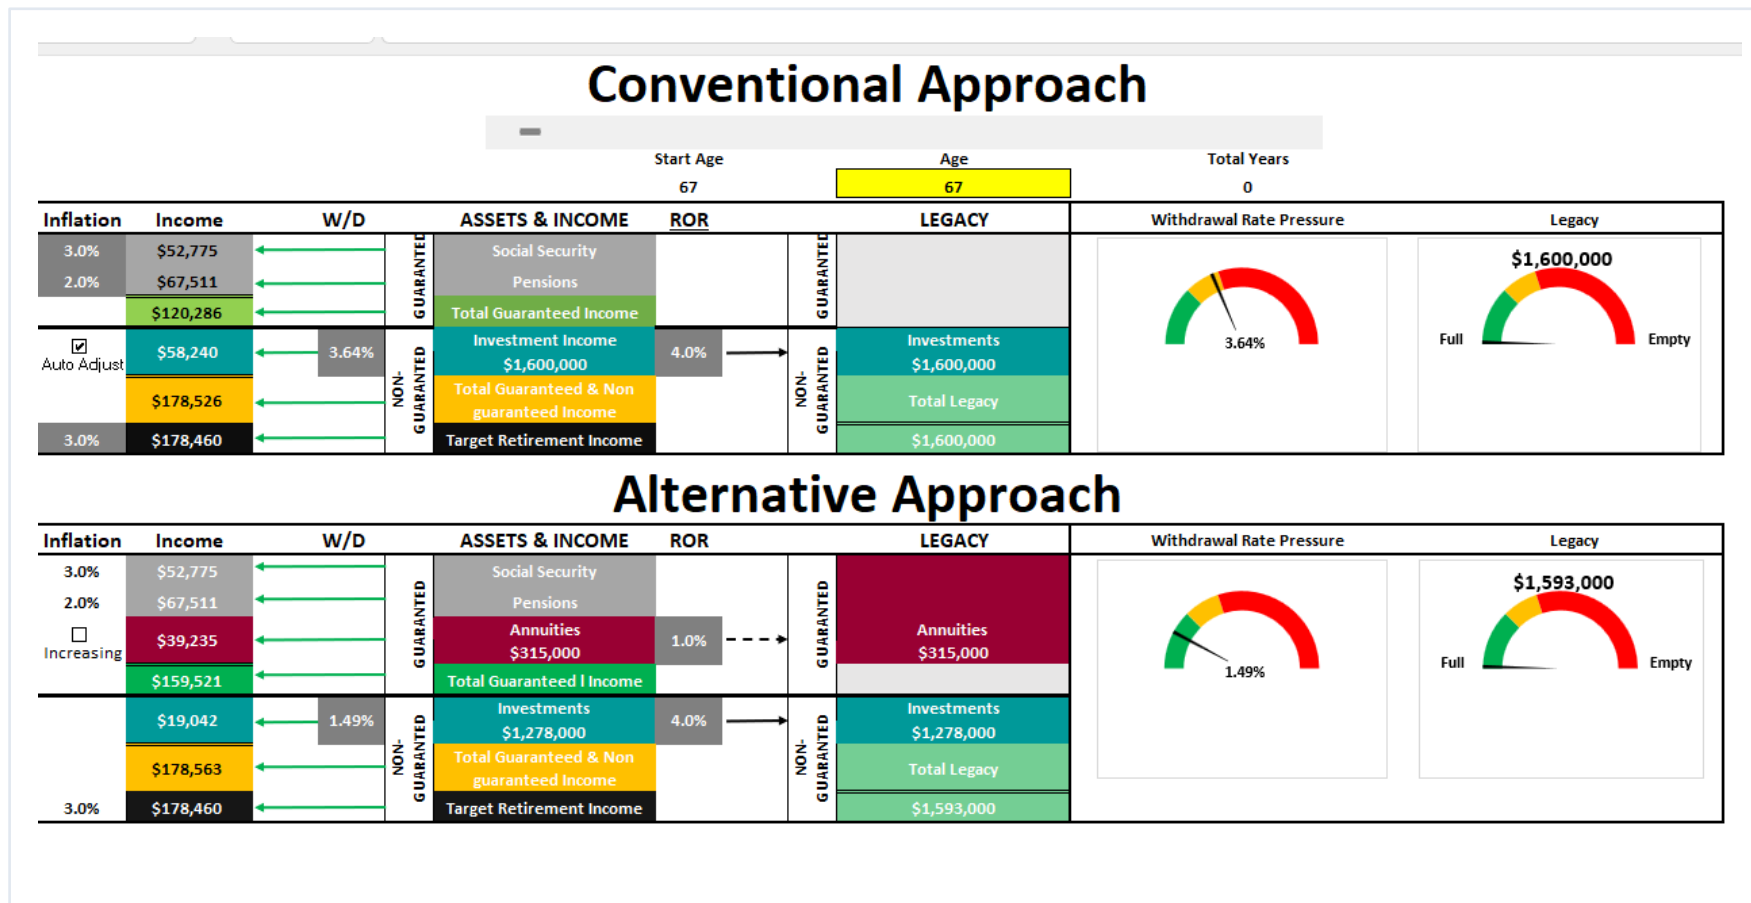 Conventional Approach
Start Age Age Total Years
67 67 0
Inflation Income W/D ASSETS & INCOME ROR LEGACY Withdrawal Rate Pressure Legacy
3.0% $52,775 GUARANTED Social Security GUARANTED $1,600,000
2.0% $67,511 Pensions
$120,286 Total Guaranteed Income
Auto Adjust $58,240 3.64% NON-GUARANTED Investment Income 4.0% NON-GUARANTED Investments 3.64% Full Empty
$1,600,000 $1,600,000
$178,526 Total Guaranteed & Non Total Legacy
guaranteed Income
3.0% $178,460 Target Retirement Income $1,600,000
Alternative Approach
Inflation Income W/D ASSETS & INCOME ROR LEGACY Withdrawal Rate Pressure Legacy
3.0% $52,775 GUARANTED Social Security GUARANTED $1,593,000
2.0% $67,511 Pensions
Increasing $39,235 Annuities 1.0% Annuities
$315,000 $315,000 1.49% Full Empty
$159,521 Total Guaranteed l Income
$19,042 1.49% NON-GUARANTED Investments 4.0% NON-GUARANTED Investments
$1,278,000 $1,278,000
$178,563 Total Guaranteed & Non Total Legacy
guaranteed Income
3.0% $178,460 Target Retirement Income $1,593,000